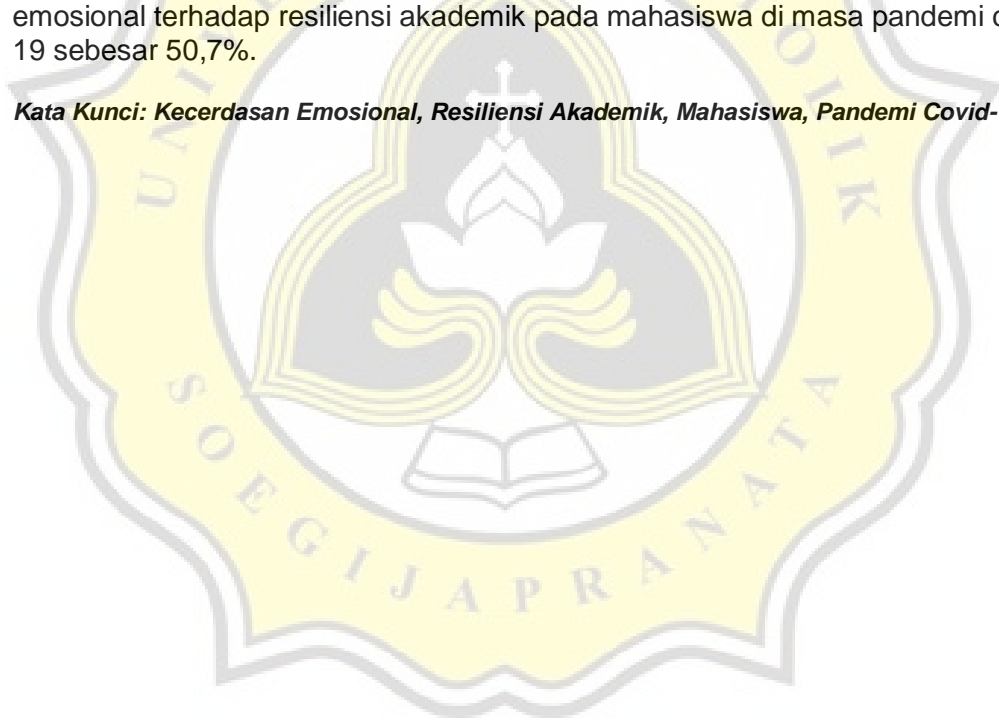 emosional terhadap resiliensi akademik pada mahasiswa di masa pandemi
19 sebesar 50,7%.
Kata Kunci: Kecerdasan Emosional, Resiliensi Akademik, Mahasiswa, Pandemi Covid-
OLIK
SOEGIJAPRANATA